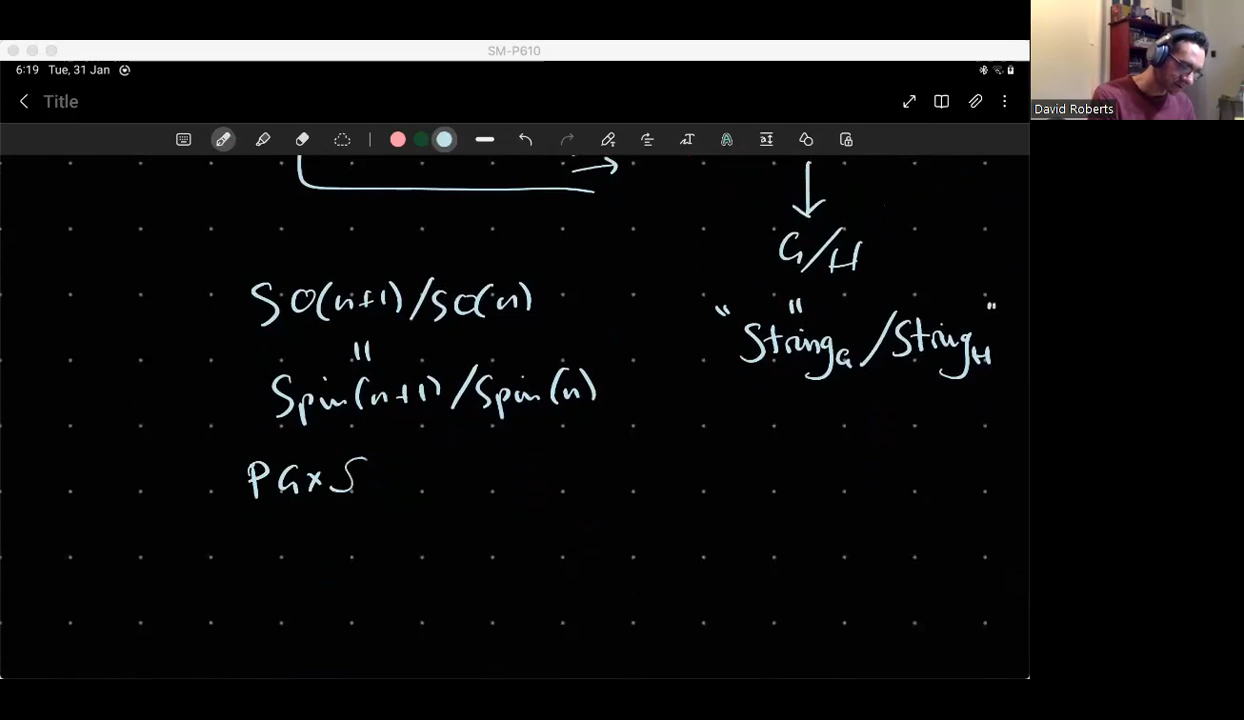 SM-P610
6:19 Tue, 31 Jan
Title
David Roberts
G/H
SO(n+1)/SO(n)
"
" String_G/String_H "
"
Spin(n+1)/Spin(n)
PG×S